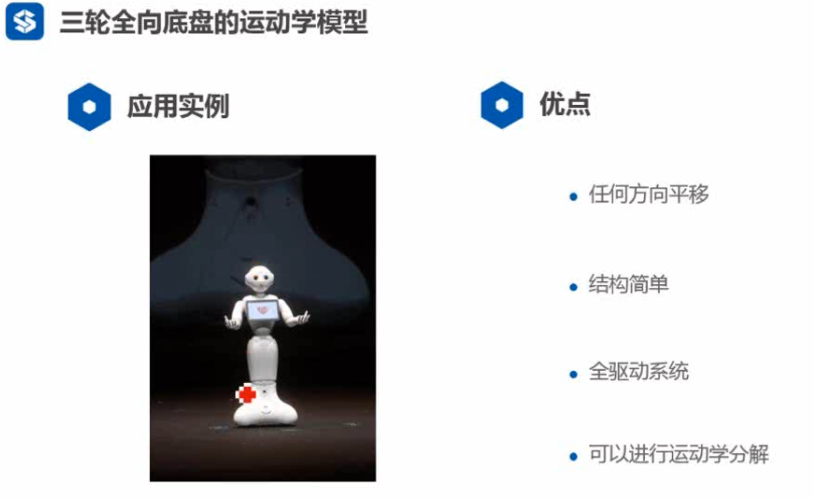 三轮全向底盘的运动学模型
应用实例
优点
任何方向平移
结构简单
全驱动系统
可以进行运动学分解